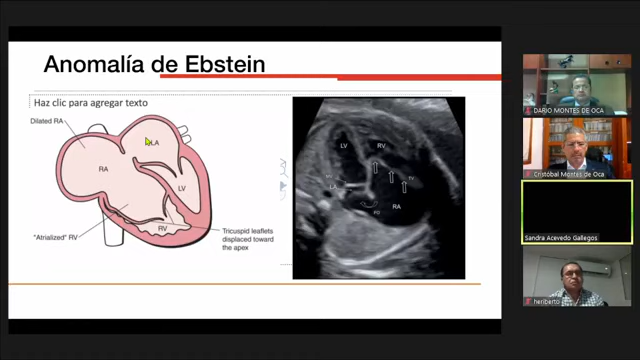 Anomalía de Ebstein
Haz clic para agregar texto
Dilated RA
LA
RA
LV
"Atrialized" RV
RV
Tricuspid leaflets
displaced toward
the apex
LV
RV
TV
LA
RA
FO
DARIO MONTES DE OCA
Cristóbal Montes de Oca
Sandra Acevedo Gallegos
heriberto